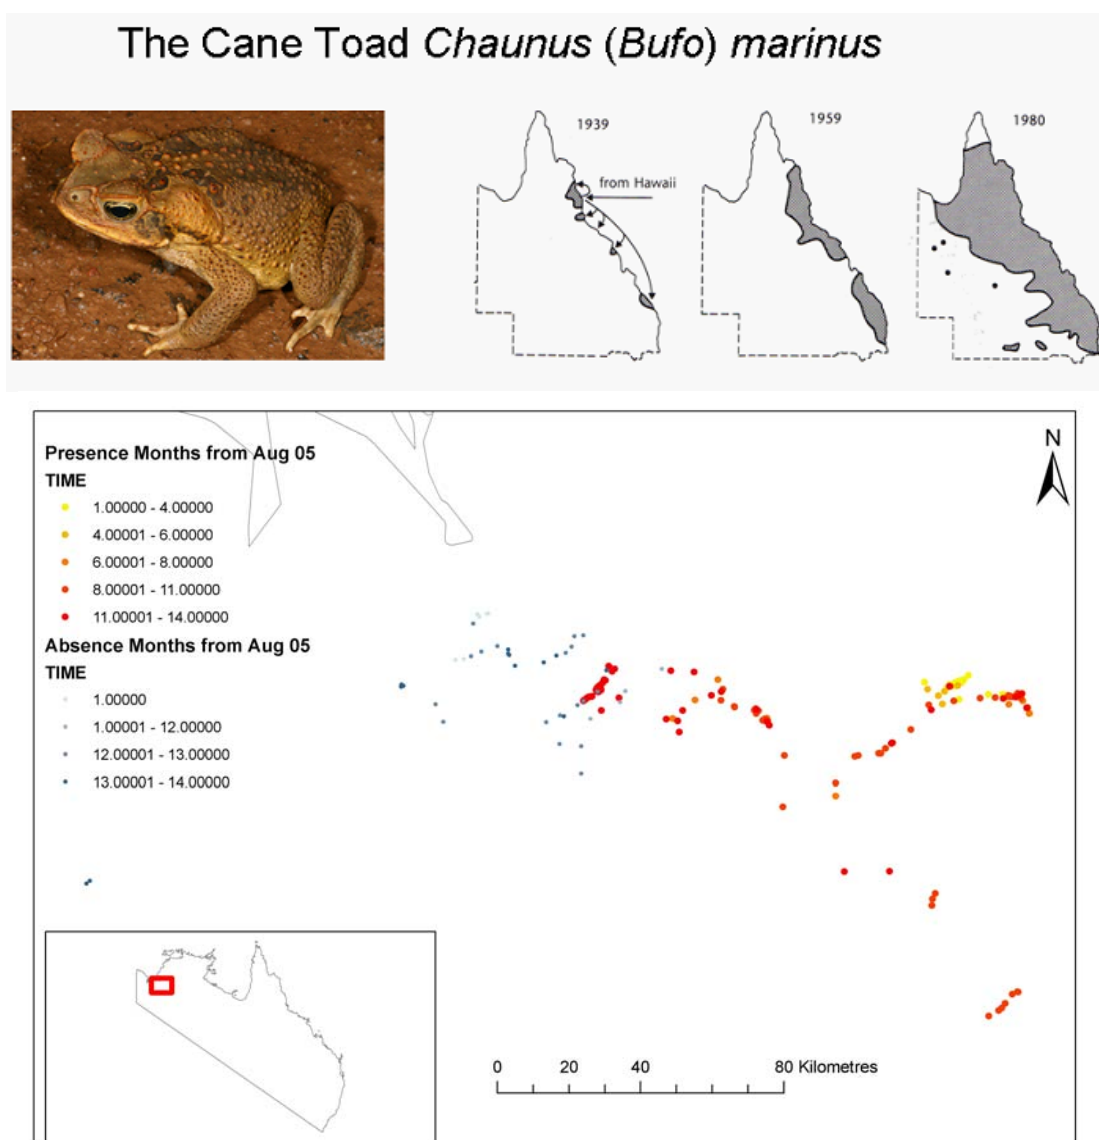 The Cane Toad Chaunus (Bufo) marinus
1939
1959
1980
from Hawaii
Presence Months from Aug 05
TIME
1.00000 - 4.00000
4.00001 - 6.00000
6.00001 - 8.00000
8.00001 - 11.00000
11.00001 - 14.00000
Absence Months from Aug 05
TIME
1.00000
1.00001 - 12.00000
12.00001 - 13.00000
13.00001 - 14.00000
N
0 20 40 80 Kilometres